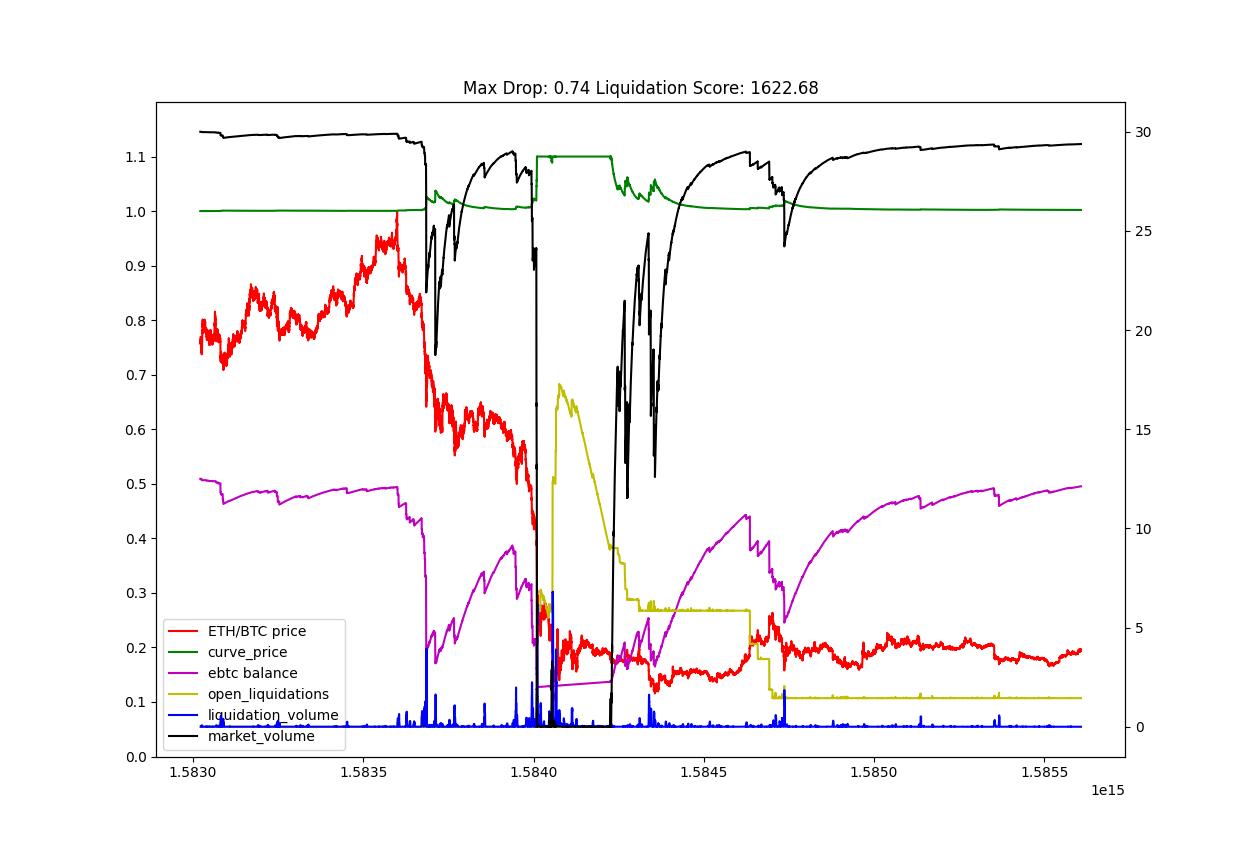 Max Drop: 0.74 Liquidation Score: 1622.68
1.1
1.0
0.9
0.8
0.7
0.6
0.5
0.4
0.3
0.2
0.1
0.0
30
25
20
15
10
5
0
ETH/BTC price
curve_price
ebtc balance
open_liquidations
liquidation_volume
market_volume
1.5830 1.5835 1.5840 1.5845 1.5850 1.5855
1e15